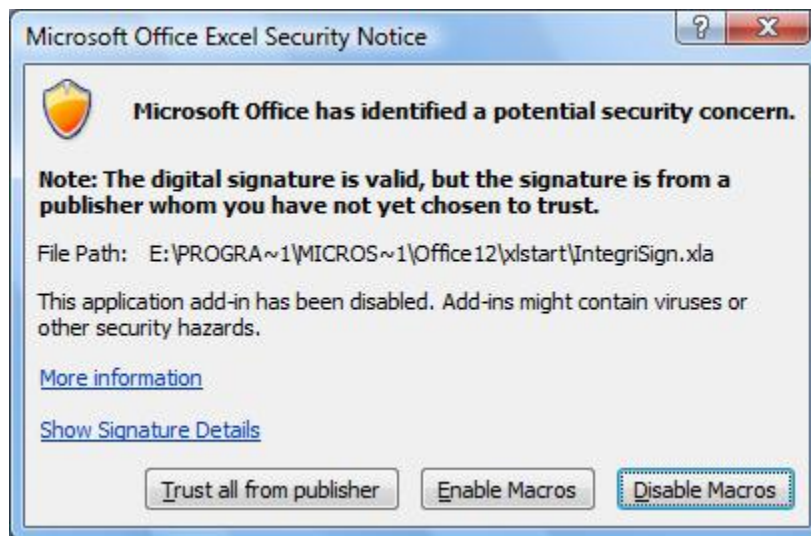 Microsoft Office Excel Security Notice
Microsoft Office has identified a potential security concern.
Note: The digital signature is valid, but the signature is from a
publisher whom you have not yet chosen to trust.
File Path: E:\PROGRA~1\MICROS~1\Office12\xlstart\IntegriSign.xla
This application add-in has been disabled. Add-ins might contain viruses or
other security hazards.
More information
Show Signature Details
Trust all from publisher Enable Macros Disable Macros